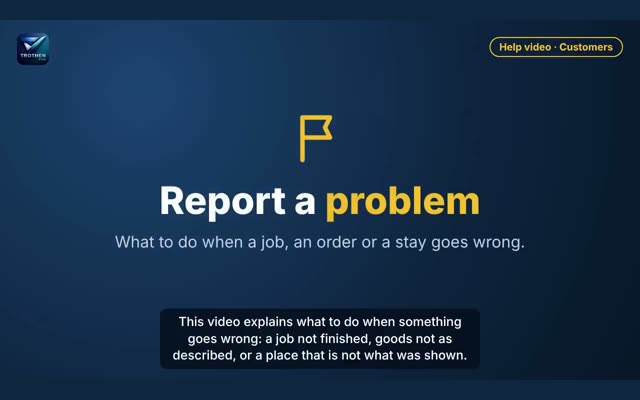 TROTHEN
Help video · Customers
Report a problem
What to do when a job, an order or a stay goes wrong.
This video explains what to do when something
goes wrong: a job not finished, goods not as
described, or a place that is not what was shown.